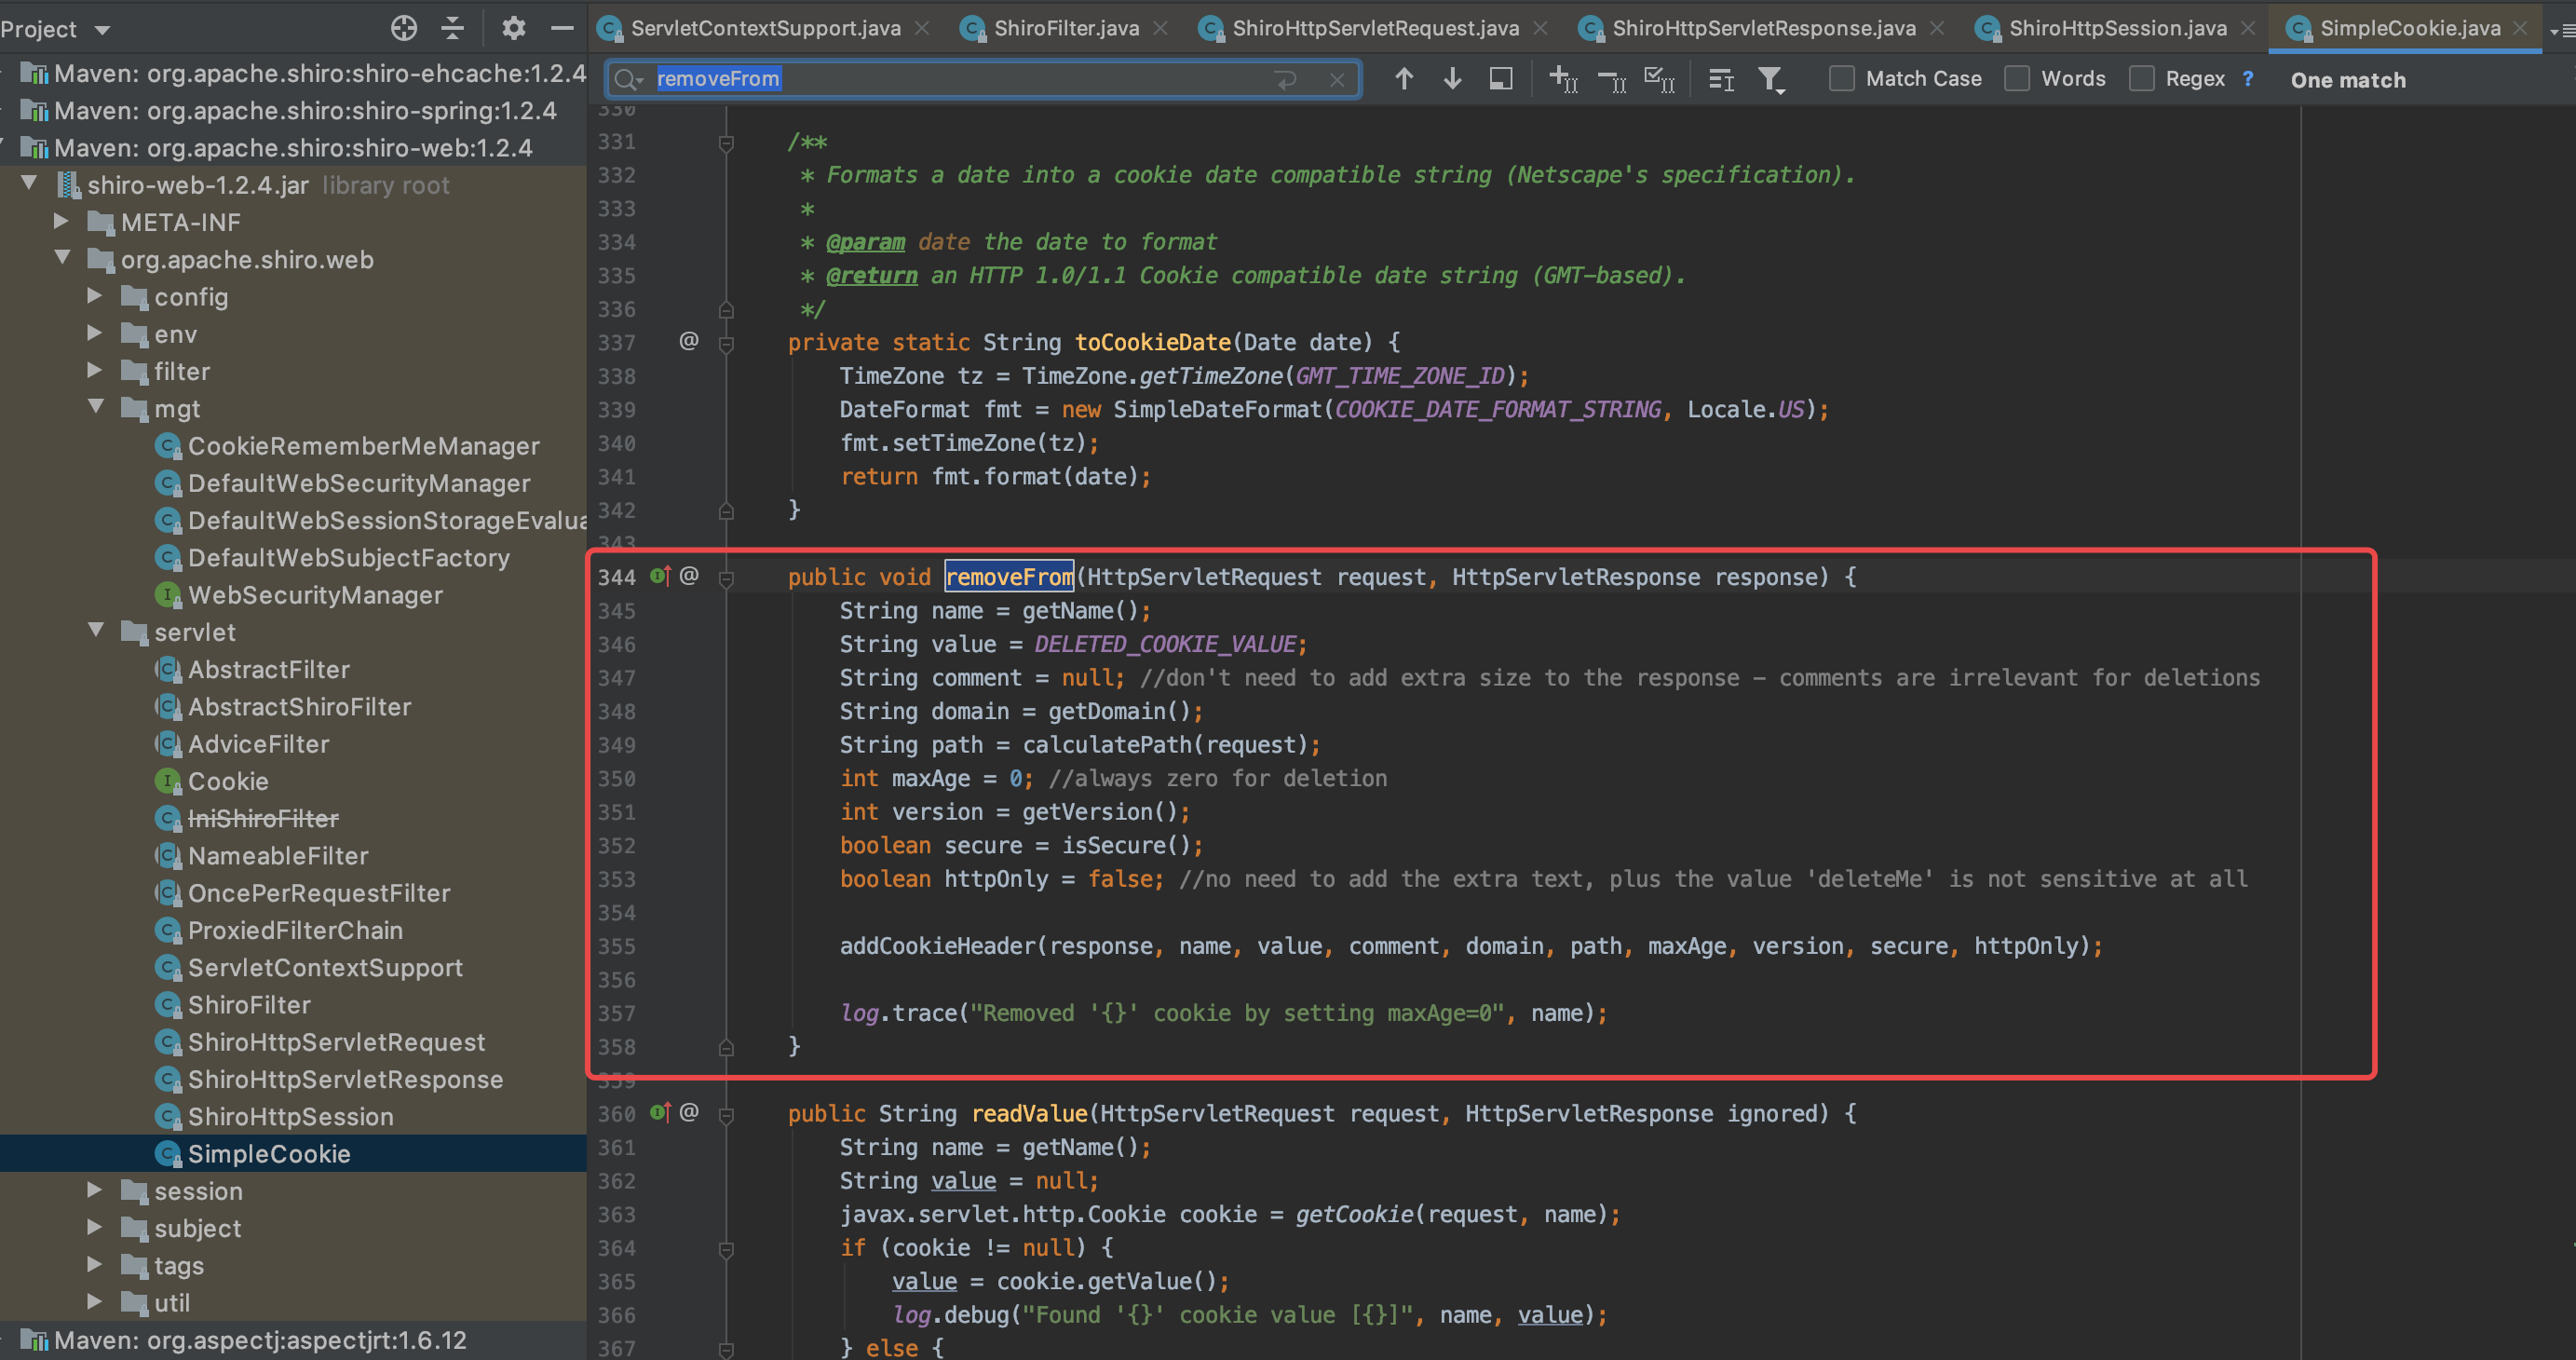 Project
ServletContextSupport.java
ShiroFilter.java
ShiroHttpServletRequest.java
ShiroHttpServletResponse.java
ShiroHttpSession.java
SimpleCookie.java
removeFrom
Match Case
Words
Regex
?
One match
Maven: org.apache.shiro:shiro-ehcache:1.2.4
Maven: org.apache.shiro:shiro-spring:1.2.4
Maven: org.apache.shiro:shiro-web:1.2.4
shiro-web-1.2.4.jar library root
META-INF
org.apache.shiro.web
config
env
filter
mgt
CookieRememberMeManager
DefaultWebSecurityManager
DefaultWebSessionStorageEvalua
DefaultWebSubjectFactory
WebSecurityManager
servlet
AbstractFilter
AbstractShiroFilter
AdviceFilter
Cookie
IniShiroFilter
NameableFilter
OncePerRequestFilter
ProxiedFilterChain
ServletContextSupport
ShiroFilter
ShiroHttpServletRequest
ShiroHttpServletResponse
ShiroHttpSession
SimpleCookie
session
subject
tags
util
Maven: org.aspectj:aspectjrt:1.6.12
330
331 /**
332 * Formats a date into a cookie date compatible string (Netscape's specification).
333 *
334 * @param date the date to format
335 * @return an HTTP 1.0/1.1 Cookie compatible date string (GMT-based).
336 */
337 @ private static String toCookieDate(Date date) {
338 TimeZone tz = TimeZone.getTimeZone(GMT_TIME_ZONE_ID);
339 DateFormat fmt = new SimpleDateFormat(COOKIE_DATE_FORMAT_STRING, Locale.US);
340 fmt.setTimeZone(tz);
341 return fmt.format(date);
342 }
343
344 @ public void removeFrom(HttpServletRequest request, HttpServletResponse response) {
345 String name = getName();
346 String value = DELETED_COOKIE_VALUE;
347 String comment = null; //don't need to add extra size to the response - comments are irrelevant for deletions
348 String domain = getDomain();
349 String path = calculatePath(request);
350 int maxAge = 0; //always zero for deletion
351 int version = getVersion();
352 boolean secure = isSecure();
353 boolean httpOnly = false; //no need to add the extra text, plus the value 'deleteMe' is not sensitive at all
354
355 addCookieHeader(response, name, value, comment, domain, path, maxAge, version, secure, httpOnly);
356
357 log.trace("Removed '{}' cookie by setting maxAge=0", name);
358 }
359
360 @ public String readValue(HttpServletRequest request, HttpServletResponse ignored) {
361 String name = getName();
362 String value = null;
363 javax.servlet.http.Cookie cookie = getCookie(request, name);
364 if (cookie != null) {
365 value = cookie.getValue();
366 log.debug("Found '{}' cookie value [{}]", name, value);
367 } else {